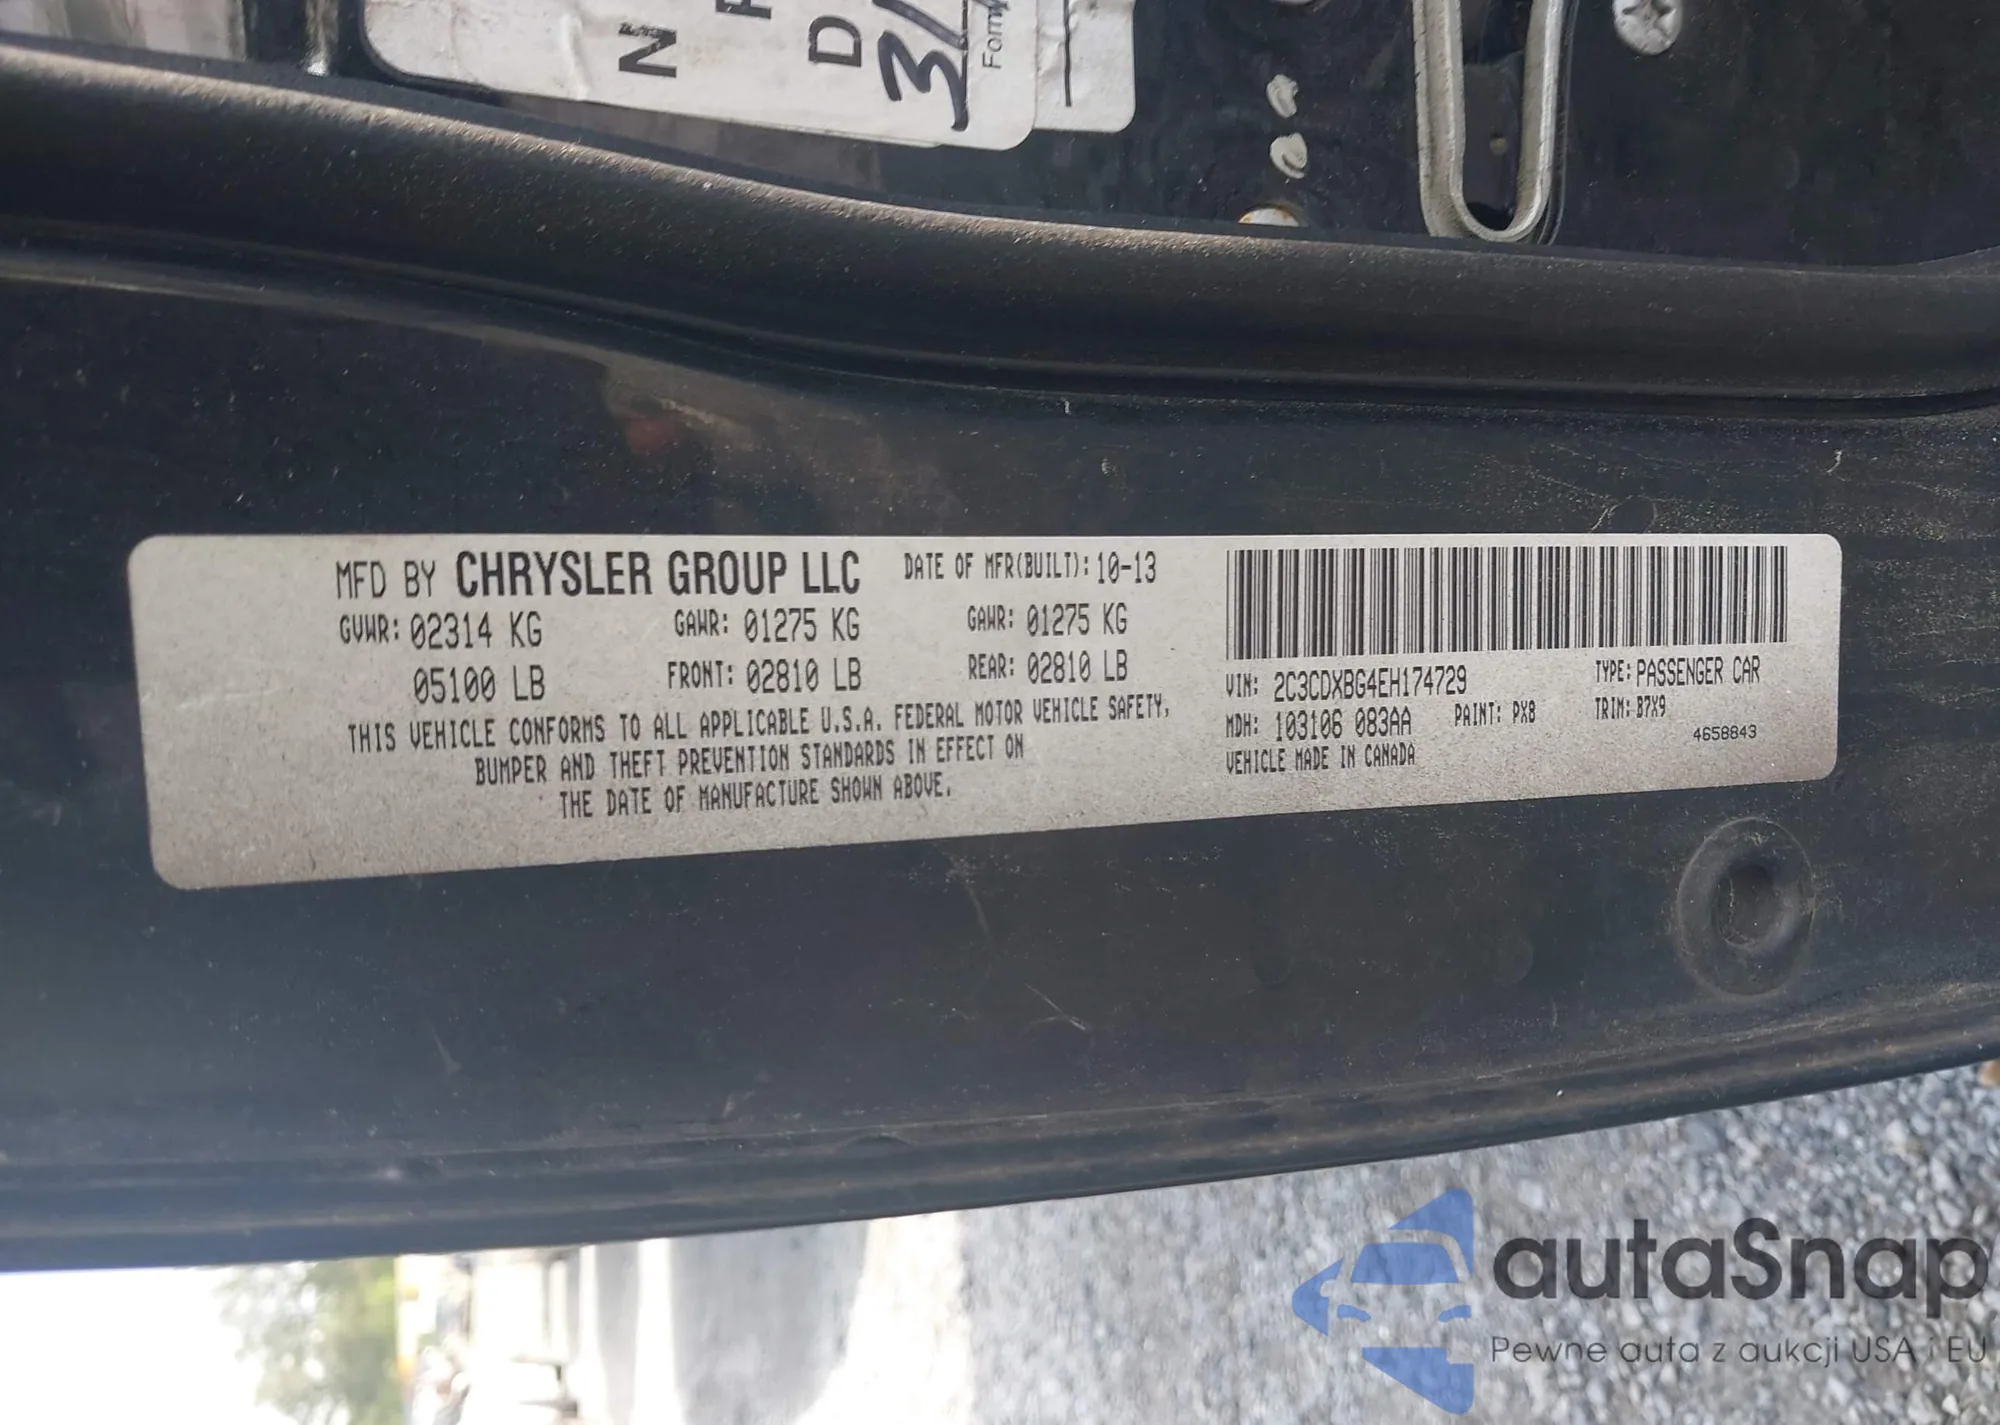 N
D
31
Form
MFD BY CHRYSLER GROUP LLC DATE OF MFR(BUILT): 10-13
GVWR: 02314 KG GAWR: 01275 KG GAWR: 01275 KG
05100 LB FRONT: 02810 LB REAR: 02810 LB
THIS VEHICLE CONFORMS TO ALL APPLICABLE U.S.A. FEDERAL MOTOR VEHICLE SAFETY,
BUMPER AND THEFT PREVENTION STANDARDS IN EFFECT ON
THE DATE OF MANUFACTURE SHOWN ABOVE.
VIN: 2C3CDXBG4EH174729 TYPE: PASSENGER CAR
MDH: 103106 083AA PAINT: PX8 TRIM: B7X9
VEHICLE MADE IN CANADA 4658843
autaSnap
Pewne auta z aukcji USA i EU